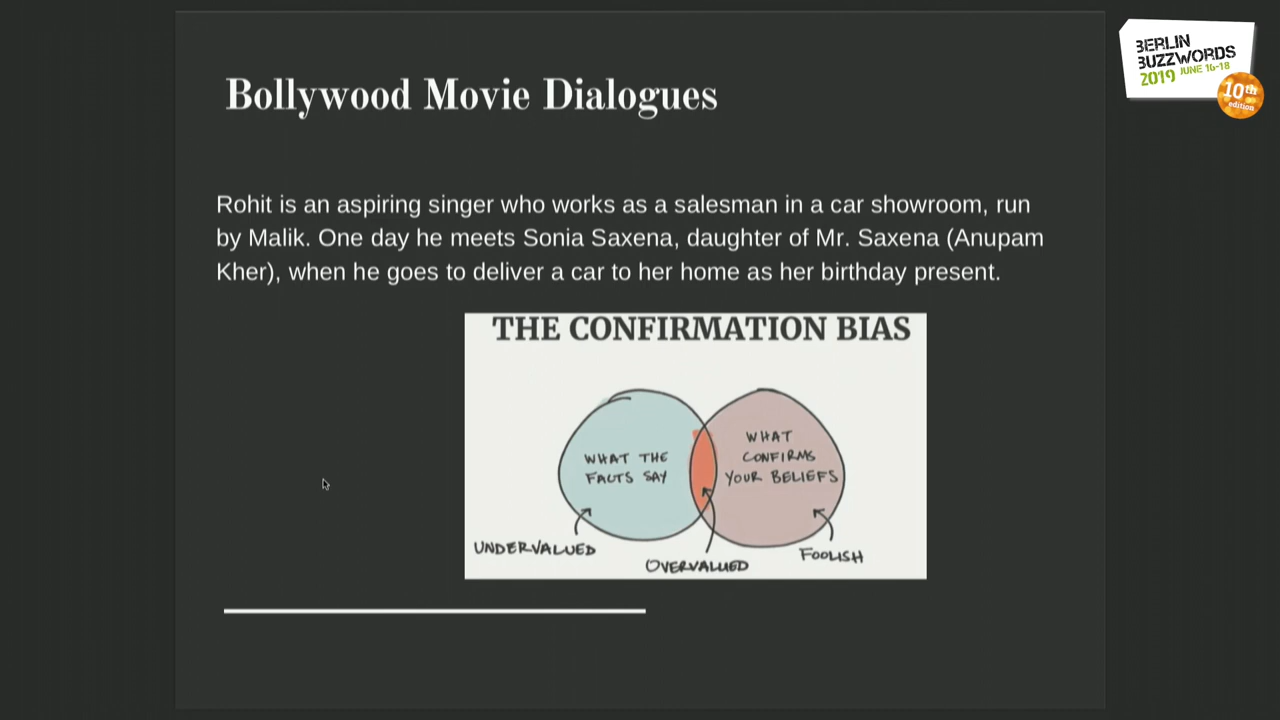 Bollywood Movie Dialogues
BERLIN
BUZZWORDS
2019 JUNE 16-18
10th
edition
Rohit is an aspiring singer who works as a salesman in a car showroom, run
by Malik. One day he meets Sonia Saxena, daughter of Mr. Saxena (Anupam
Kher), when he goes to deliver a car to her home as her birthday present.
THE CONFIRMATION BIAS
WHAT THE
FACTS SAY
WHAT
CONFIRMS
YOUR BELIEFS
UNDERVALUED
OVERVALUED
FOOLISH